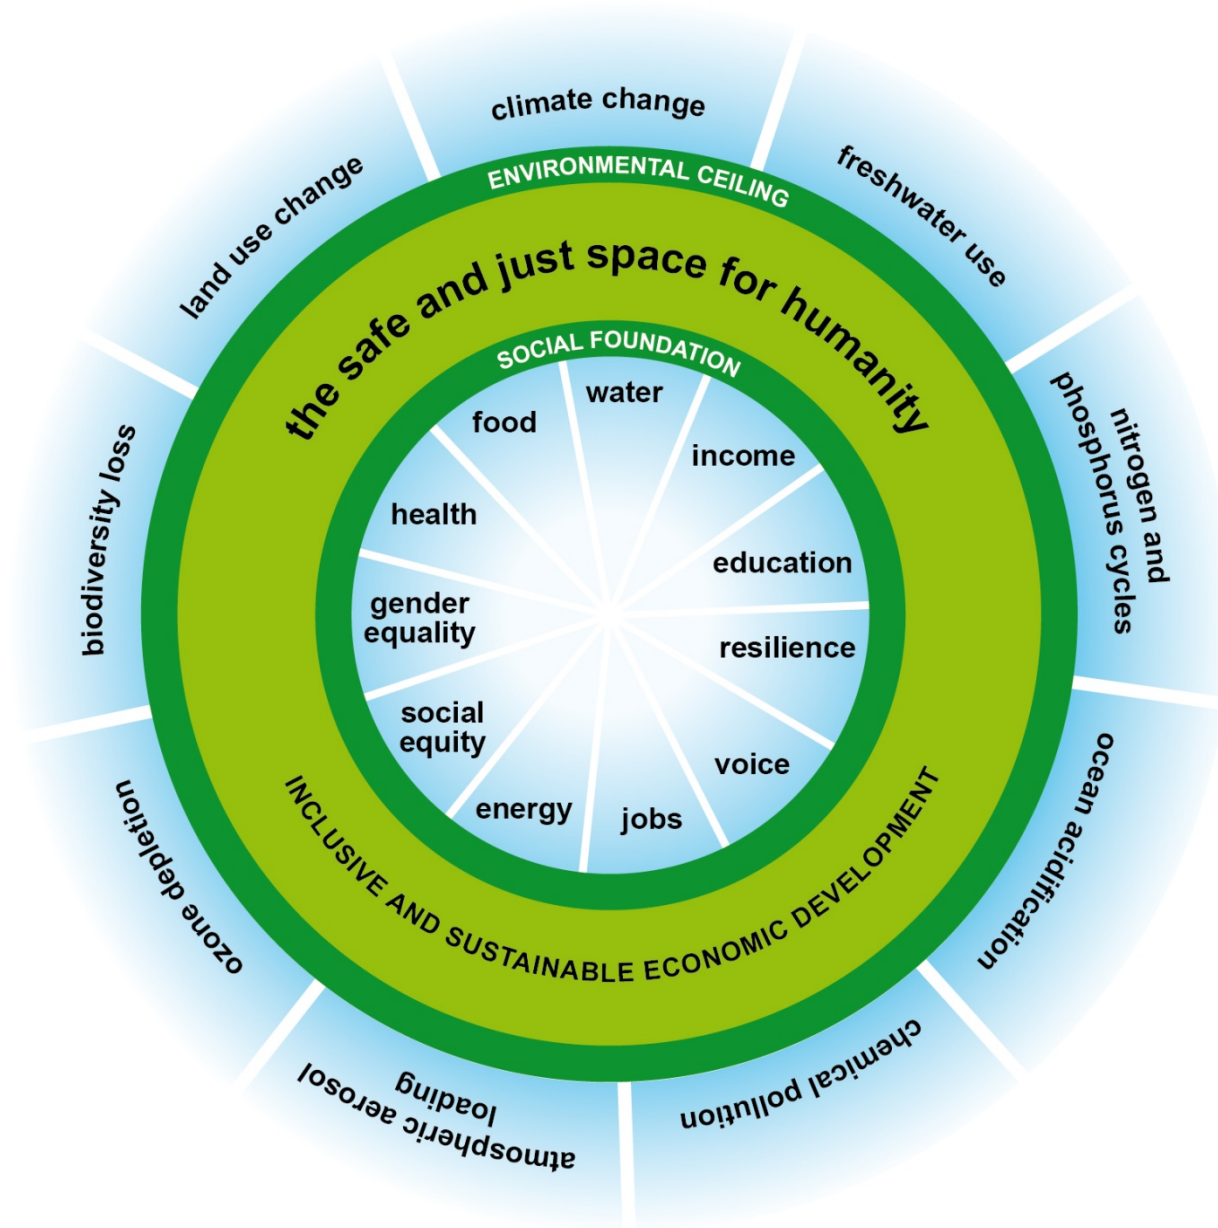 climate change
freshwater use
nitrogen and
phosphorus cycles
ocean acidification
chemical pollution
atmospheric aerosol
loading
ozone depletion
biodiversity loss
land use change
ENVIRONMENTAL CEILING
the safe and just space for humanity
SOCIAL FOUNDATION
water
income
education
resilience
voice
jobs
energy
social
equity
gender
equality
health
food
INCLUSIVE AND SUSTAINABLE ECONOMIC DEVELOPMENT